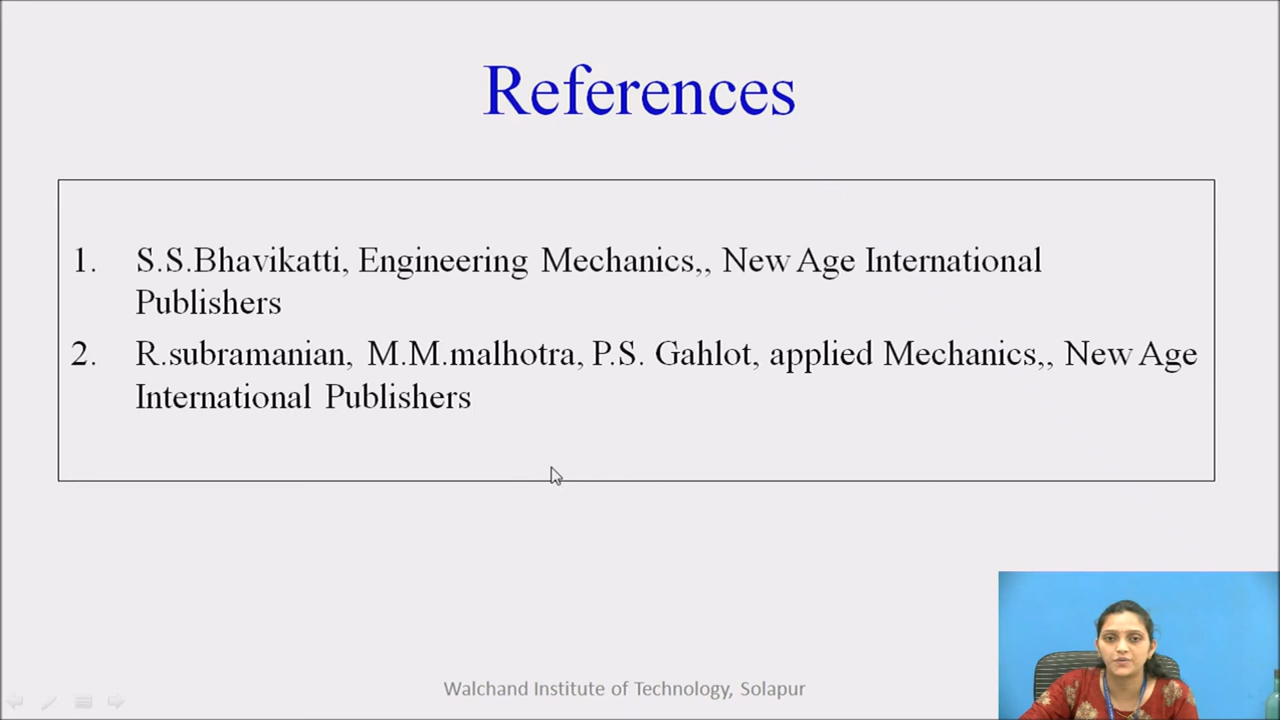 References
1. S.S.Bhavikatti, Engineering Mechanics,, New Age International
Publishers
2. R.subramanian, M.M.malhotra, P.S. Gahlot, applied Mechanics,, New Age
International Publishers
Walchand Institute of Technology, Solapur